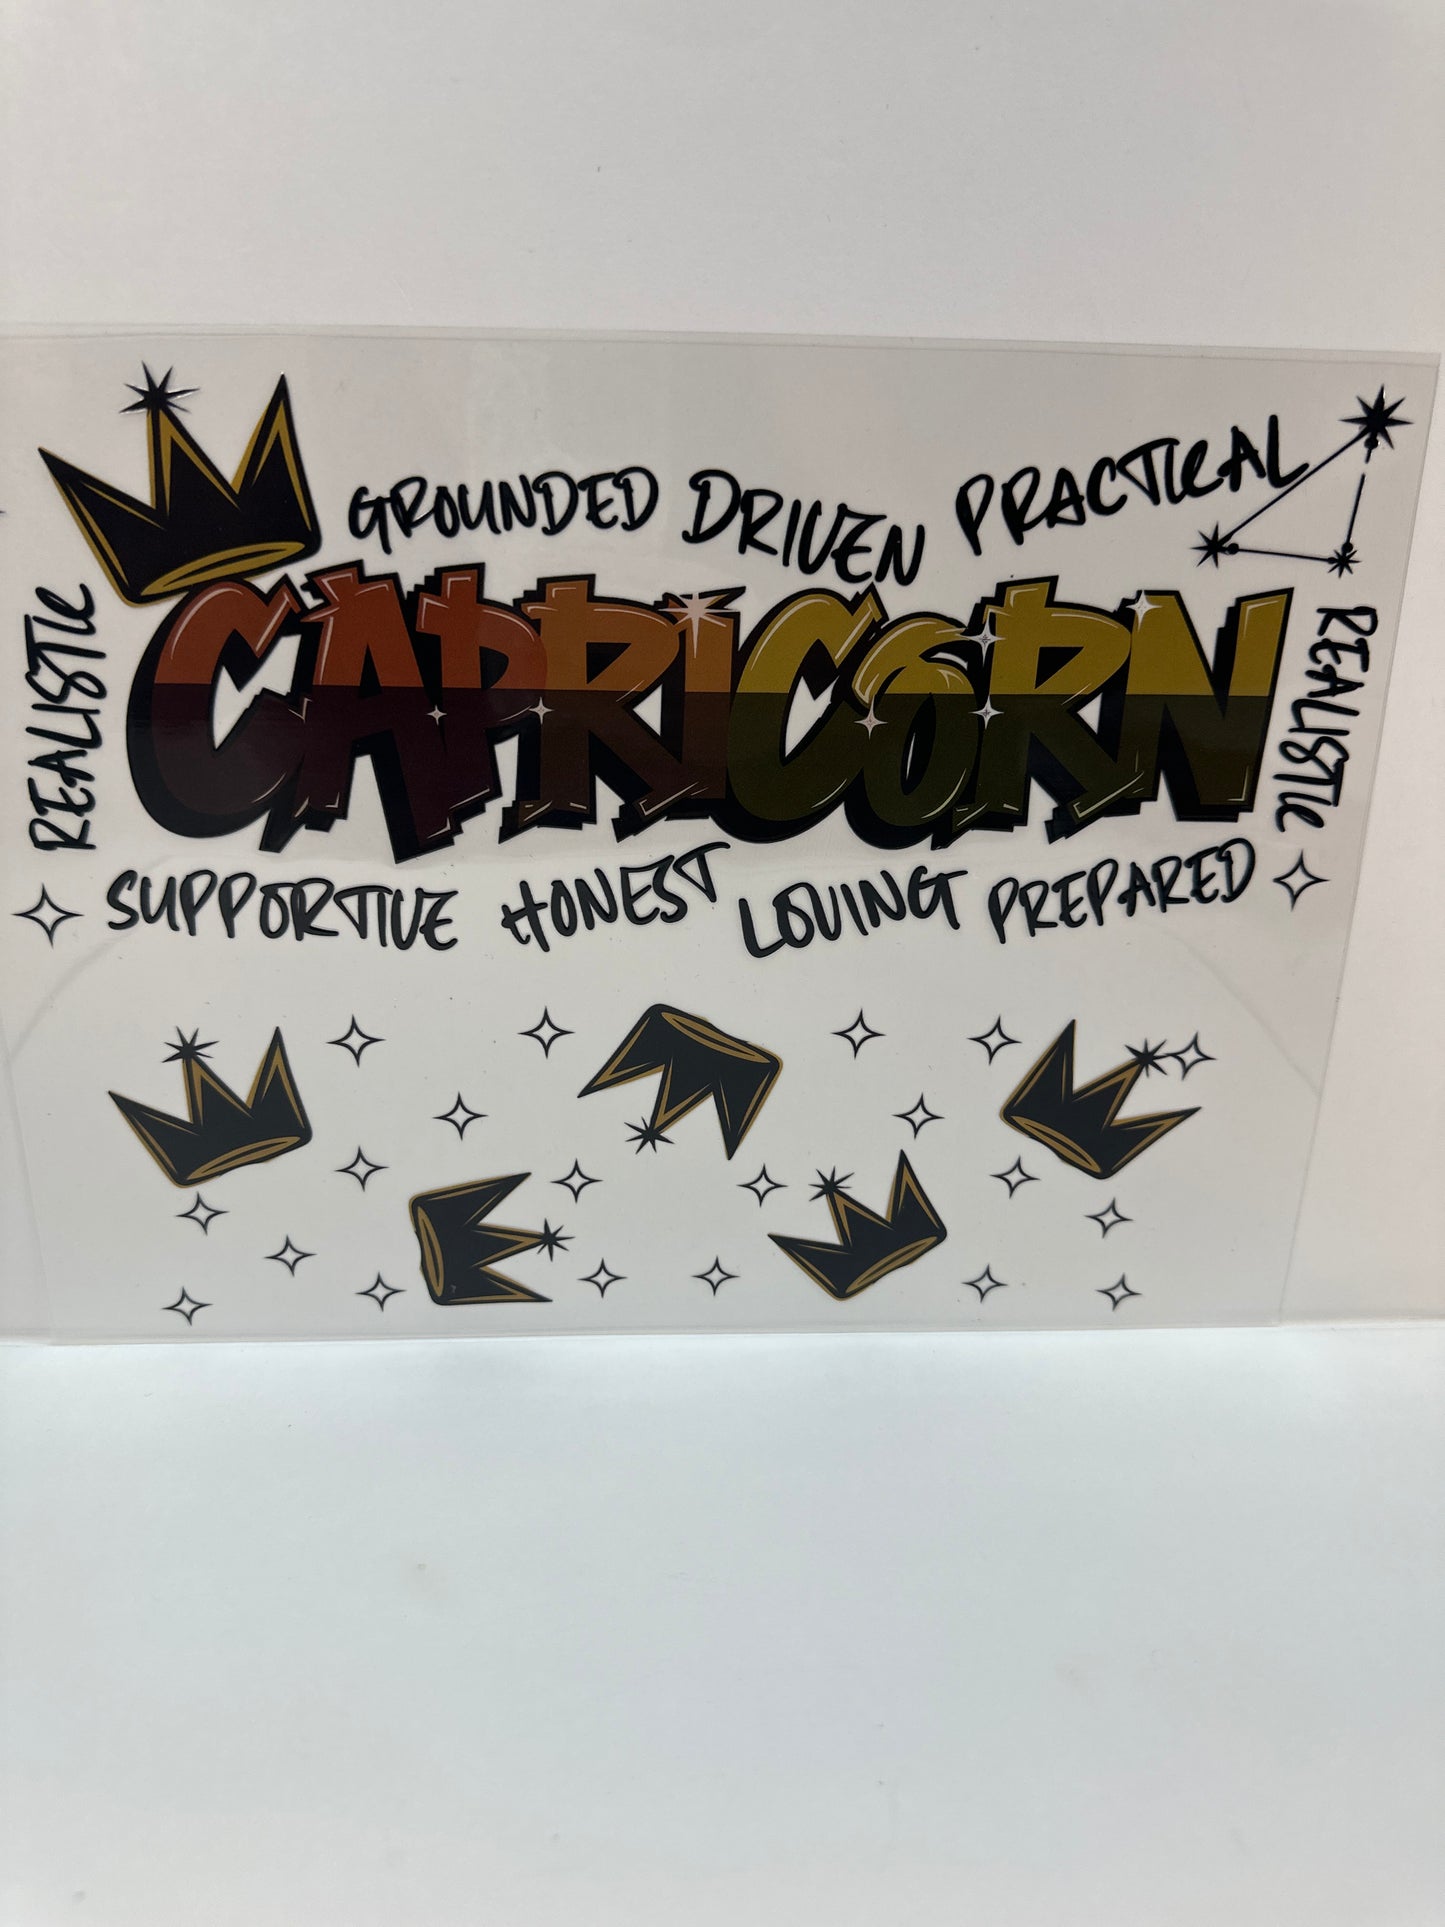 GROUNDED DRIVEN PRACTICAL
REALISTIC
CAPRICORN
REALISTIC
SUPPORTIVE HONEST LOVING PREPARED